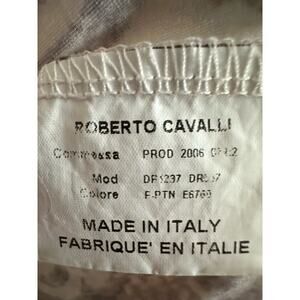 ROBERTO CAVALLI
Commessa PROD 2006
Mod
Colore
MADE IN ITALY
FABRIQUE' EN ITALIE